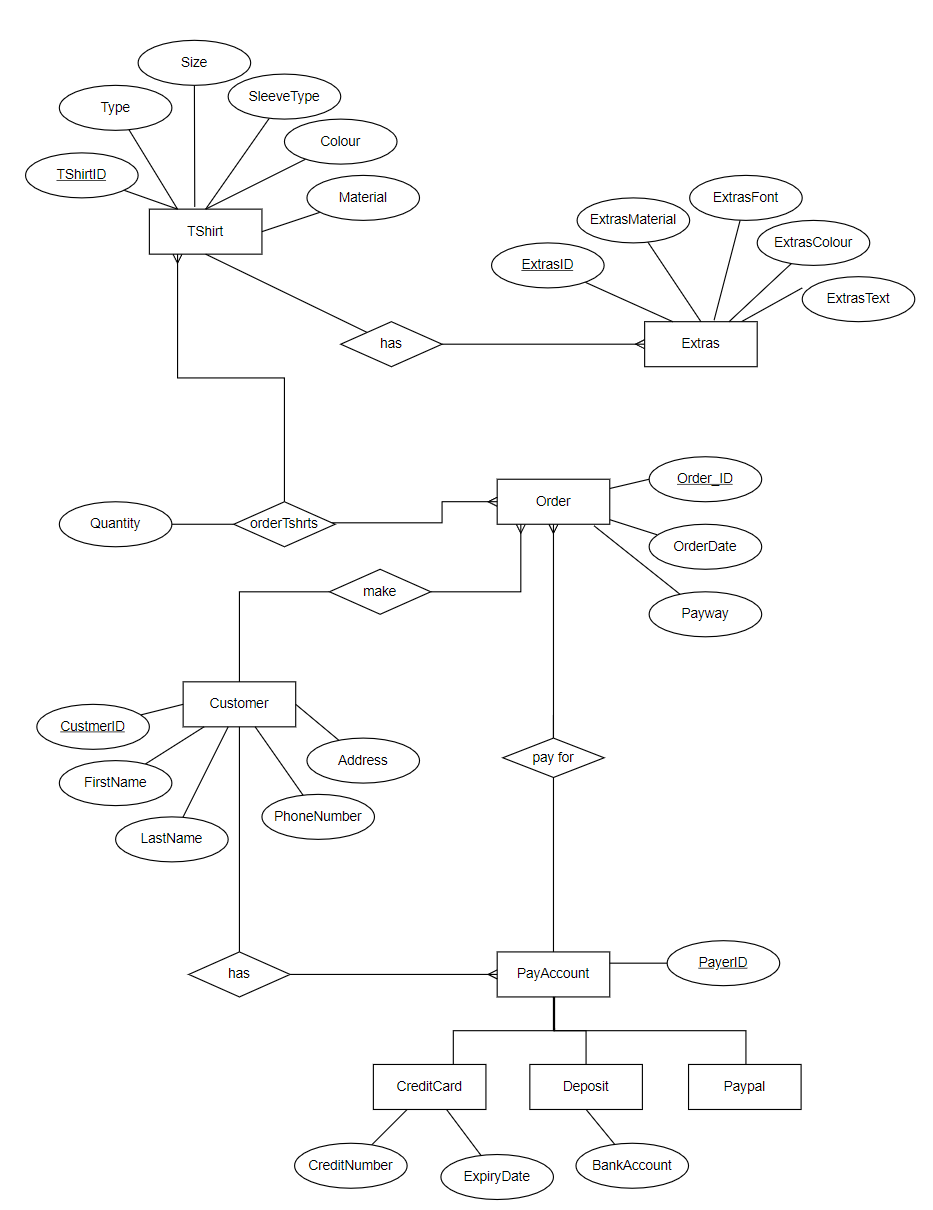 Size
SleeveType
Type
Colour
TShirtID
Material
TShirt
ExtrasFont
ExtrasMaterial
ExtrasColour
ExtrasID
ExtrasText
has
Extras
Order_ID
Order
Quantity
orderTshrts
OrderDate
make
Payway
Customer
CustmerID
Address
pay for
FirstName
PhoneNumber
LastName
PayerID
has
PayAccount
CreditCard
Deposit
Paypal
CreditNumber
BankAccount
ExpiryDate